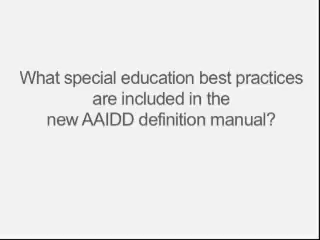 What special education best practices
are included in the
new AAIDD definition manual?